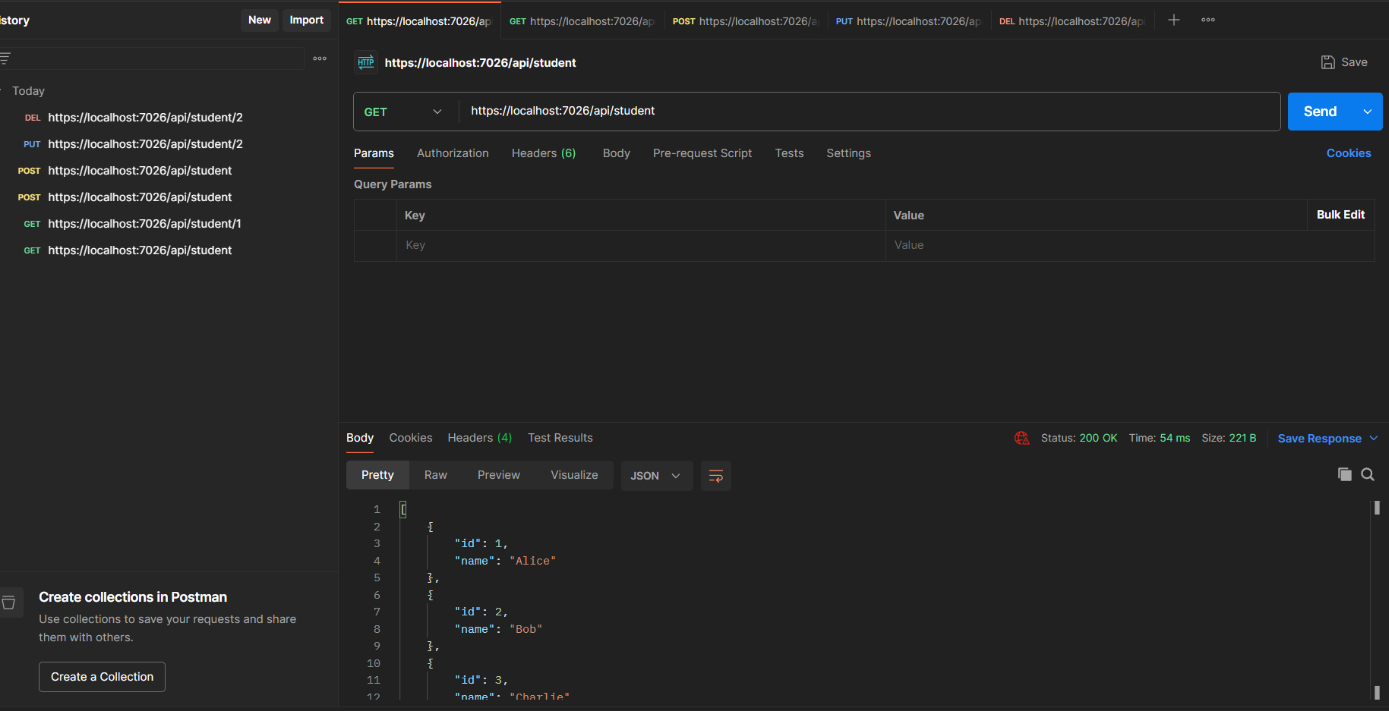 istory
New
Import
Today
DEL https://localhost:7026/api/student/2
PUT https://localhost:7026/api/student/2
POST https://localhost:7026/api/student
POST https://localhost:7026/api/student
GET https://localhost:7026/api/student/1
GET https://localhost:7026/api/student
Create collections in Postman
Use collections to save your requests and share
them with others.
Create a Collection
GET https://localhost:7026/ap
GET https://localhost:7026/ap
POST https://localhost:7026/a
PUT https://localhost:7026/ap
DEL https://localhost:7026/ap
HTTP https://localhost:7026/api/student
Save
GET
https://localhost:7026/api/student
Send
Params Authorization Headers (6) Body Pre-request Script Tests Settings Cookies
Query Params
Key Value Bulk Edit
Key Value
Body Cookies Headers (4) Test Results Status: 200 OK Time: 54 ms Size: 221 B Save Response
Pretty Raw Preview Visualize JSON
1 [
2 {
3 "id": 1,
4 "name": "Alice"
5 },
6 {
7 "id": 2,
8 "name": "Bob"
9 },
10 {
11 "id": 3,
12 "name": "Charlie"